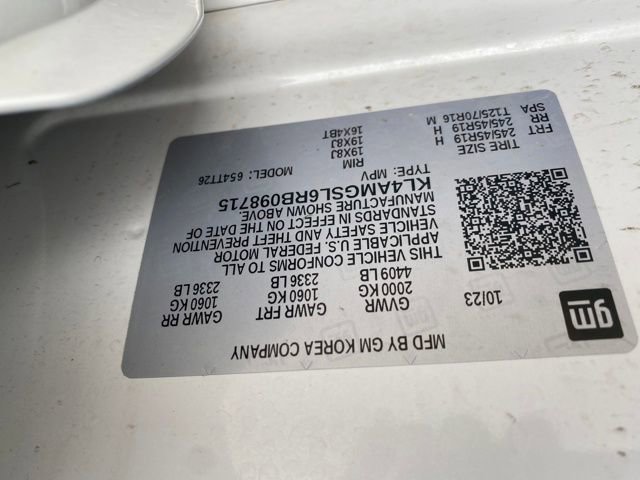 gm
MFD BY GM KOREA COMPANY
10/23
GVWR GAWR FRT GAWR RR
2000 KG 1060 KG 1060 KG
4409 LB 2336 LB 2336 LB
THIS VEHICLE CONFORMS TO ALL
APPLICABLE U.S. FEDERAL MOTOR
VEHICLE SAFETY AND THEFT PREVENTION
STANDARDS IN EFFECT ON THE DATE OF
MANUFACTURE SHOWN ABOVE.
KL4AMGSL6RB098715
TYPE: MPV MODEL: 654TT26
TIRE SIZE RIM
FRT 245/45R19 H 19X8J
RR 245/45R19 H 19X8J
SPA T125/70R16 M 16X4BT